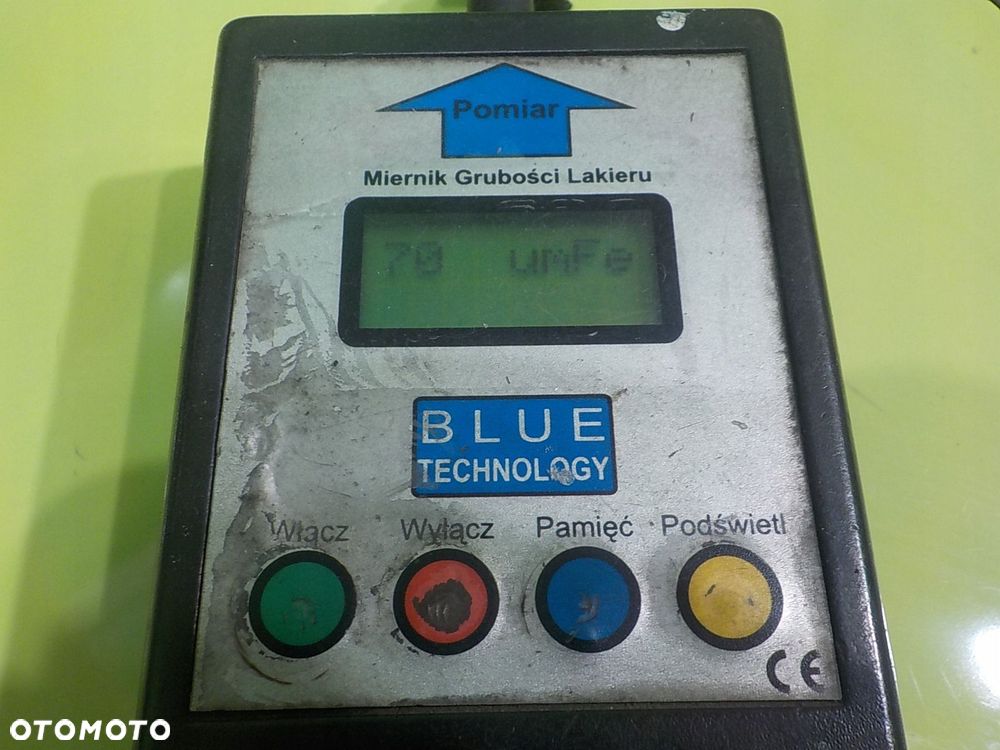 Pomiar
Miernik Grubości Lakieru
70 umFe
BLUE
TECHNOLOGY
Włącz Wyłącz Pamięć Podświetl
CE
OTOMOTO